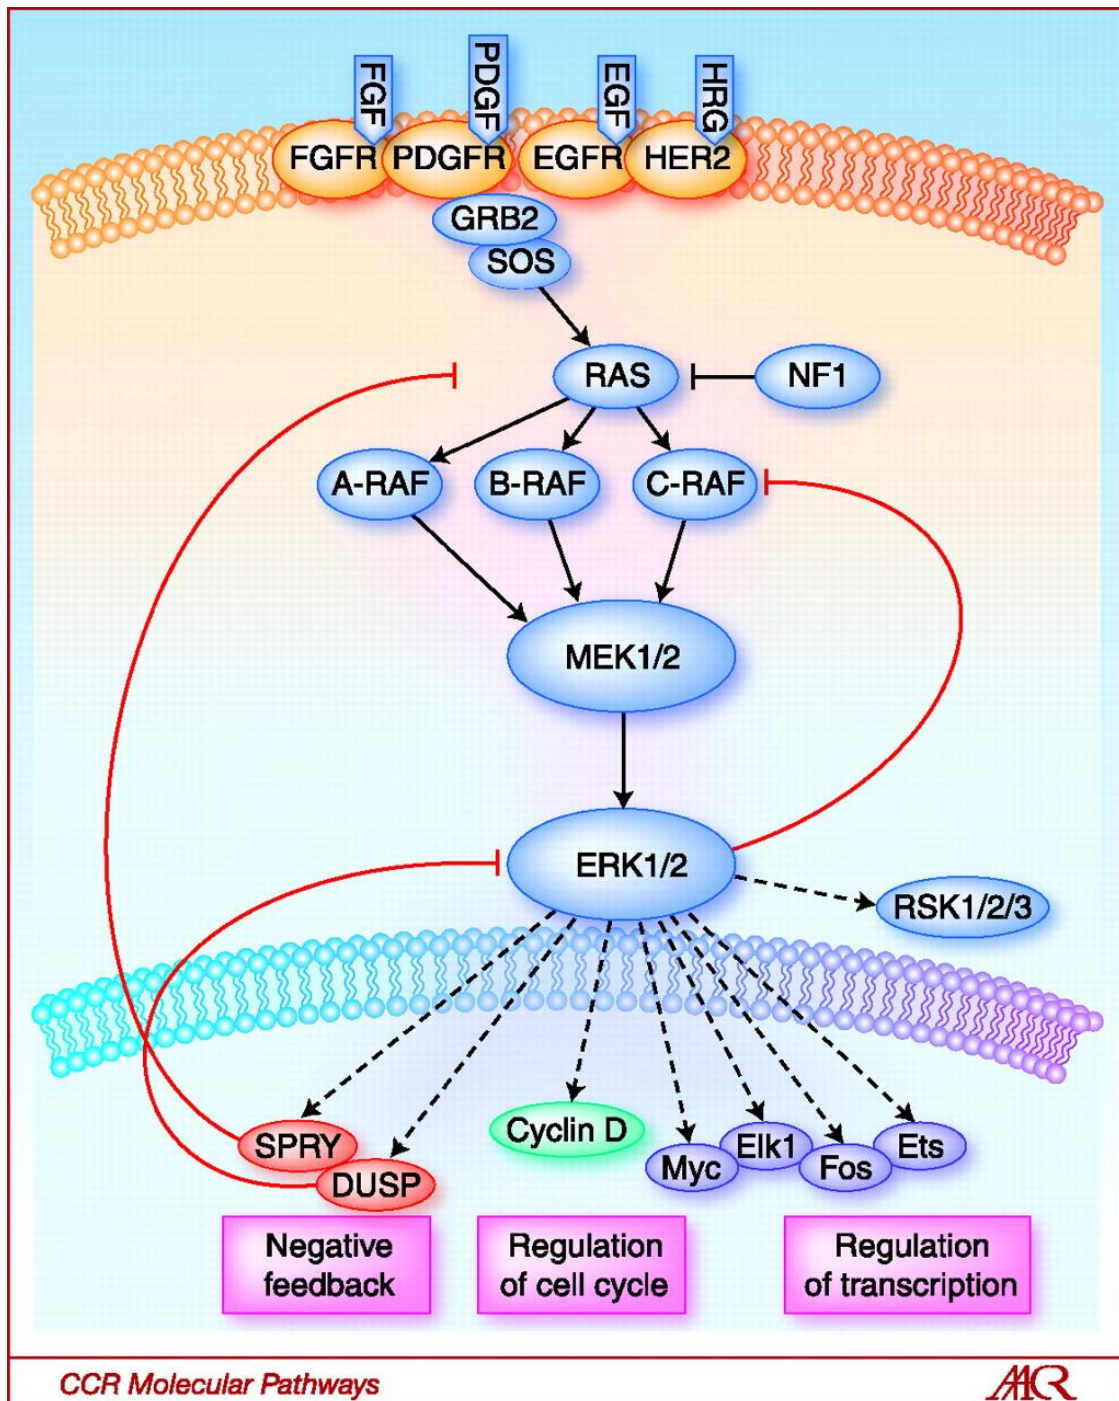 FGF
PDGF
EGF
HRG
FGFR
PDGFR
EGFR
HER2
GRB2
SOS
RAS
NF1
A-RAF
B-RAF
C-RAF
MEK1/2
ERK1/2
RSK1/2/3
SPRY
DUSP
Cyclin D
Myc
Elk1
Fos
Ets
Negative
feedback
Regulation
of cell cycle
Regulation
of transcription
CCR Molecular Pathways
AACR